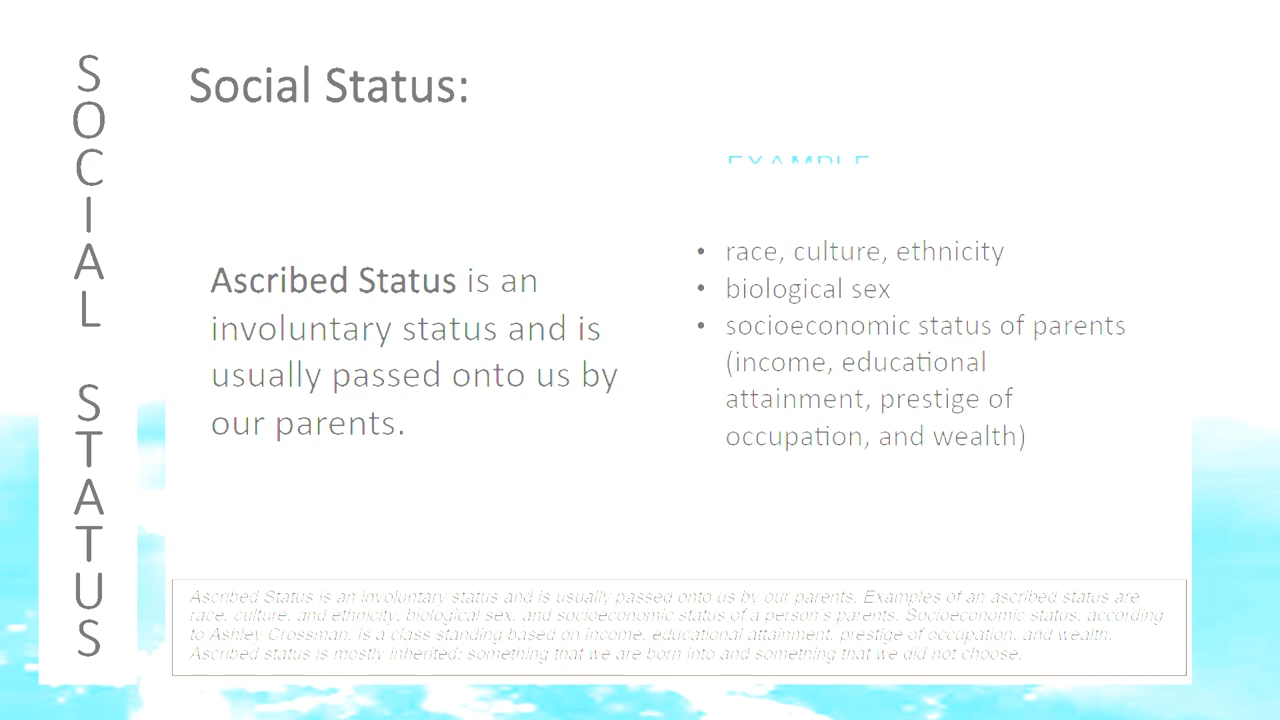 SOCIAL STATUS
Social Status:
EXAMPLE
Ascribed Status is an
involuntary status and is
usually passed onto us by
our parents.
• race, culture, ethnicity
• biological sex
• socioeconomic status of parents
(income, educational
attainment, prestige of
occupation, and wealth)
Ascribed Status is an involuntary status and is usually passed onto us by our parents. Examples of an ascribed status are
race, culture, and ethnicity, biological sex, and socioeconomic status of a person's parents. Socioeconomic status, according
to Ashley Crossman, is a class standing based on income, educational attainment, prestige of occupation, and wealth.
Ascribed status is mostly inherited; something that we are born into and something that we did not choose.